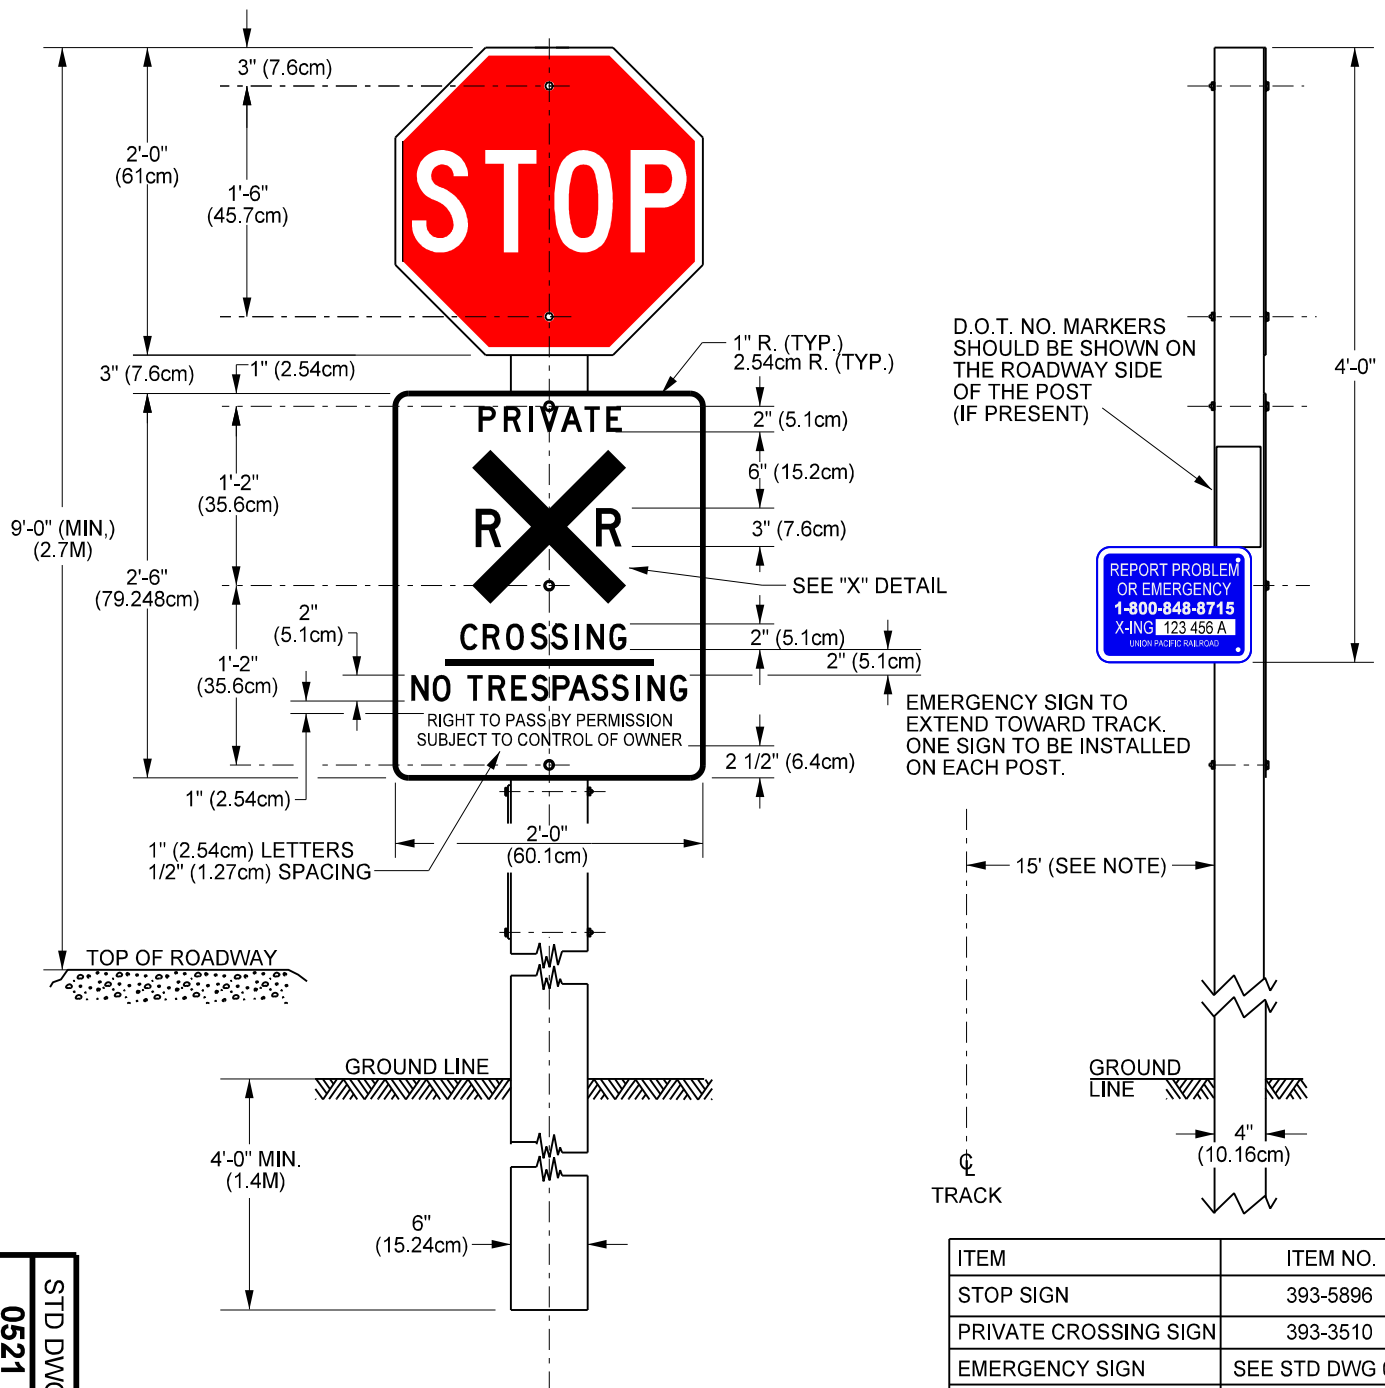 3" (7.6cm)
2'-0"
(61cm)
1'-6"
(45.7cm)
STOP
3" (7.6cm)
1" (2.54cm)
1" R. (TYP.)
2.54cm R. (TYP.)
PRIVATE
R R
CROSSING
NO TRESPASSING
RIGHT TO PASS BY PERMISSION
SUBJECT TO CONTROL OF OWNER
2" (5.1cm)
6" (15.2cm)
3" (7.6cm)
SEE "X" DETAIL
2" (5.1cm)
2" (5.1cm)
2 1/2" (6.4cm)
1'-2"
(35.6cm)
9'-0" (MIN,)
(2.7M)
2'-6"
(79.248cm)
2"
(5.1cm)
1'-2"
(35.6cm)
1" (2.54cm)
1" (2.54cm) LETTERS
1/2" (1.27cm) SPACING
2'-0"
(60.1cm)
TOP OF ROADWAY
GROUND LINE
4'-0" MIN.
(1.4M)
6"
(15.24cm)
D.O.T. NO. MARKERS
SHOULD BE SHOWN ON
THE ROADWAY SIDE
OF THE POST
(IF PRESENT)
4'-0"
REPORT PROBLEM
OR EMERGENCY
1-800-848-8715
X-ING 123 456 A
UNION PACIFIC RAILROAD
EMERGENCY SIGN TO
EXTEND TOWARD TRACK.
ONE SIGN TO BE INSTALLED
ON EACH POST.
15' (SEE NOTE)
GROUND
LINE
4"
(10.16cm)
℄
TRACK
ITEM ITEM NO.
STOP SIGN 393-5896
PRIVATE CROSSING SIGN 393-3510
EMERGENCY SIGN SEE STD DWG
STD DWG
0521